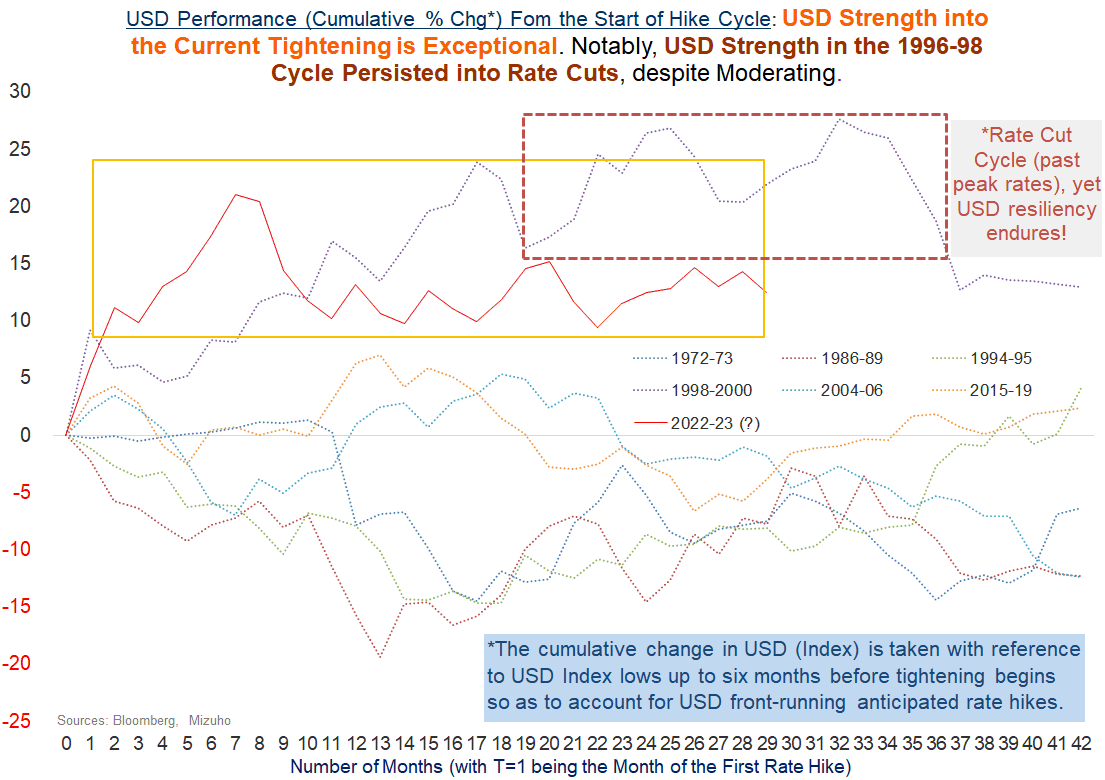 USD Performance (Cumulative % Chg*) Fom the Start of Hike Cycle: USD Strength into
the Current Tightening is Exceptional. Notably, USD Strength in the 1996-98
Cycle Persisted into Rate Cuts, despite Moderating.
30
25
20
15
10
5
0
-5
-10
-15
-20
-25
*Rate Cut
Cycle (past
peak rates), yet
USD resiliency
endures!
1972-73 1986-89 1994-95
1998-2000 2004-06 2015-19
2022-23 (?)
*The cumulative change in USD (Index) is taken with reference
to USD Index lows up to six months before tightening begins
so as to account for USD front-running anticipated rate hikes.
Sources: Bloomberg, Mizuho
0 1 2 3 4 5 6 7 8 9 10 11 12 13 14 15 16 17 18 19 20 21 22 23 24 25 26 27 28 29 30 31 32 33 34 35 36 37 38 39 40 41 42
Number of Months (with T=1 being the Month of the First Rate Hike)